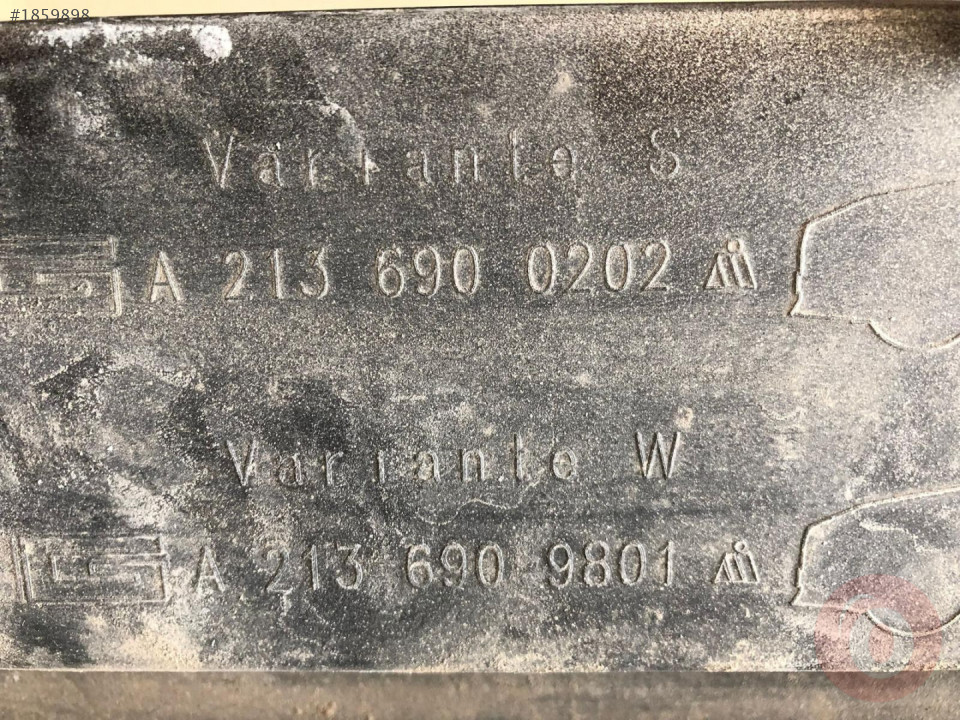 #1859898
Variante S
A 213 690 0202
Variante W
A 213 690 9801